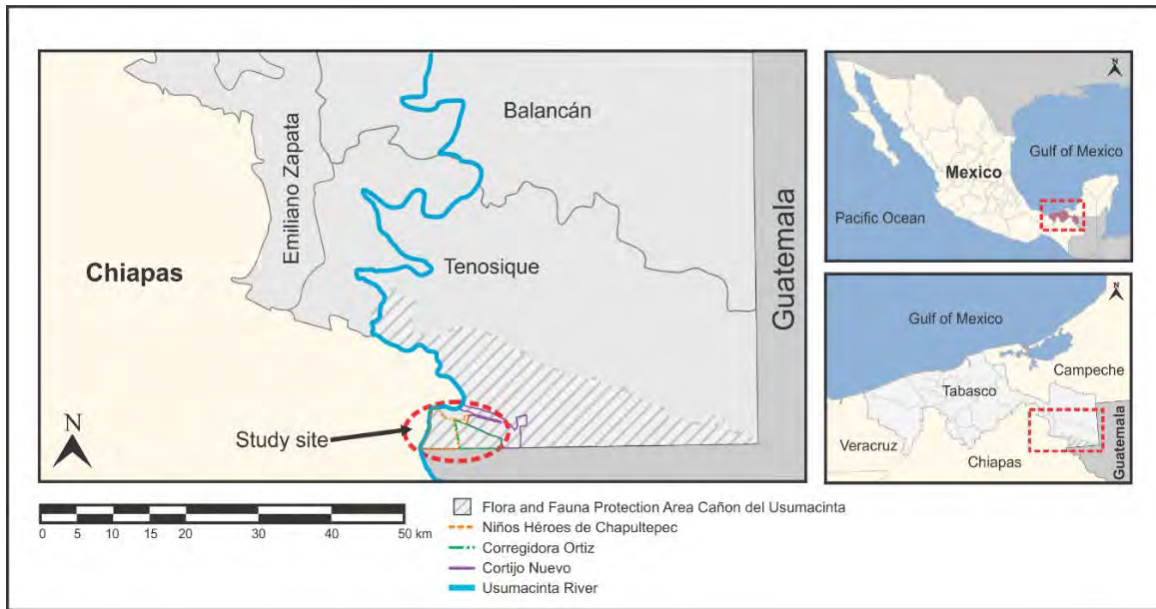 Balancán
Emiliano Zapata
Chiapas
Tenosique
Guatemala
Study site
N
0 5 10 15 20 30 40 50 km
Flora and Fauna Protection Area Cañon del Usumacinta
Niños Héroes de Chapultepec
Corregidora Ortiz
Cortijo Nuevo
Usumacinta River
N
Gulf of Mexico
Mexico
Pacific Ocean
N
Gulf of Mexico
Campeche
Tabasco
Veracruz
Chiapas
Guatemala